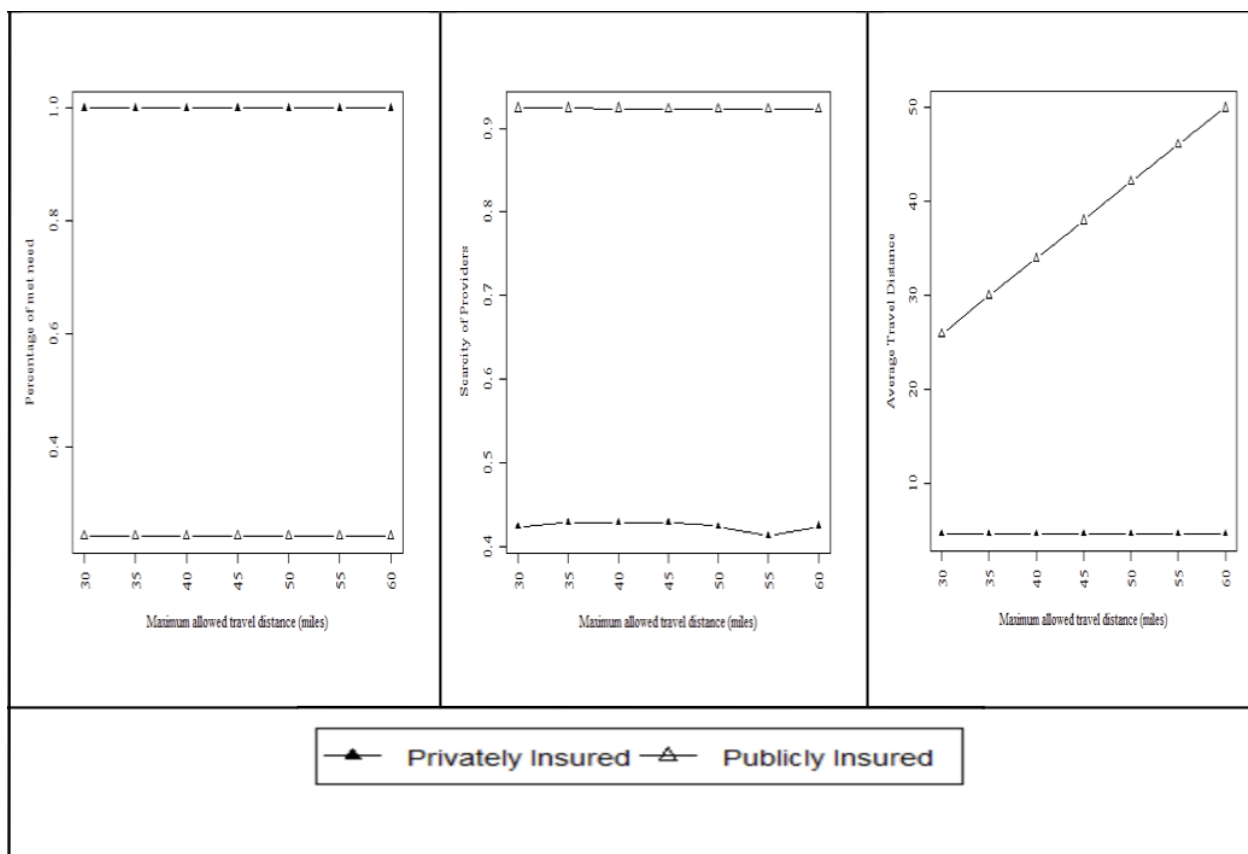 Percentage of met need
1.0
0.8
0.6
0.4
30 35 40 45 50 55 60
Maximum allowed travel distance (miles)
Scarcity of Providers
0.9
0.8
0.7
0.6
0.5
0.4
30 35 40 45 50 55 60
Maximum allowed travel distance (miles)
Average Travel Distance
50
40
30
20
10
30 35 40 45 50 55 60
Maximum allowed travel distance (miles)
Privately Insured Publicly Insured